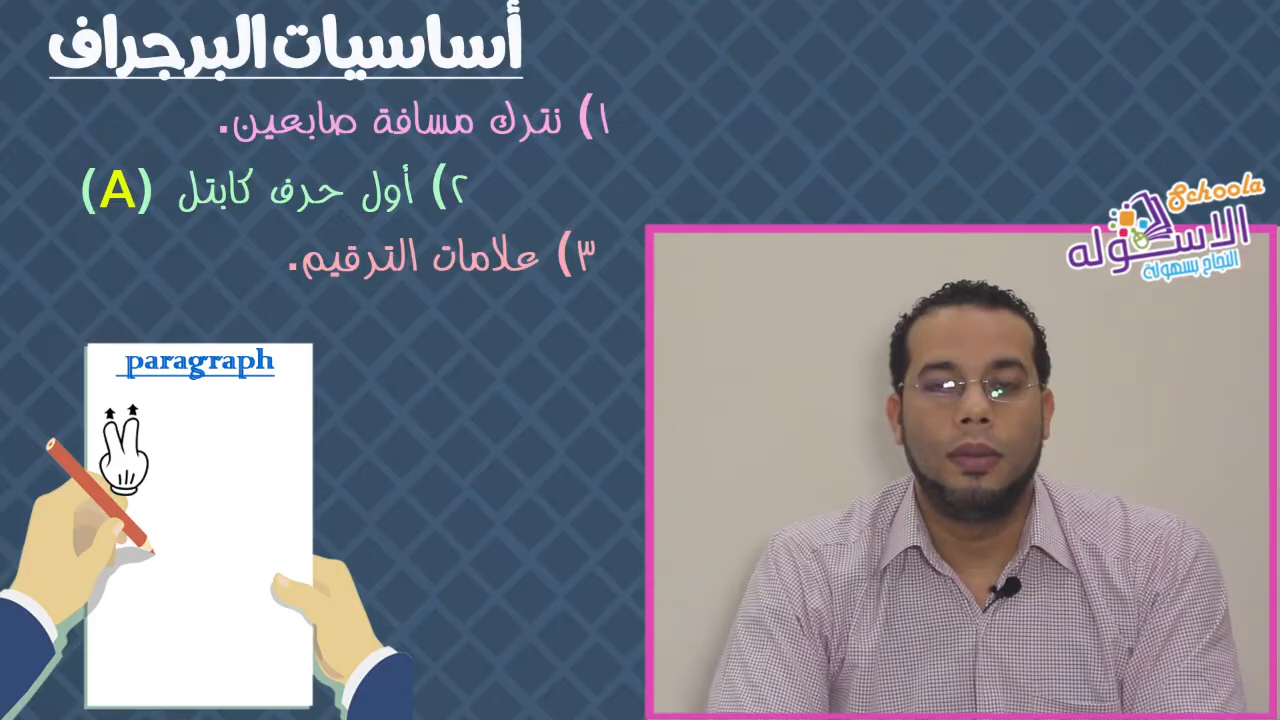 أساسيات البرجراف
١) نترك مسافة صابعين.
٢) أول حرف كابتل (A)
٣) علامات الترقيم.
paragraph
Schoola
الاسكوله
النجاح بسهولة